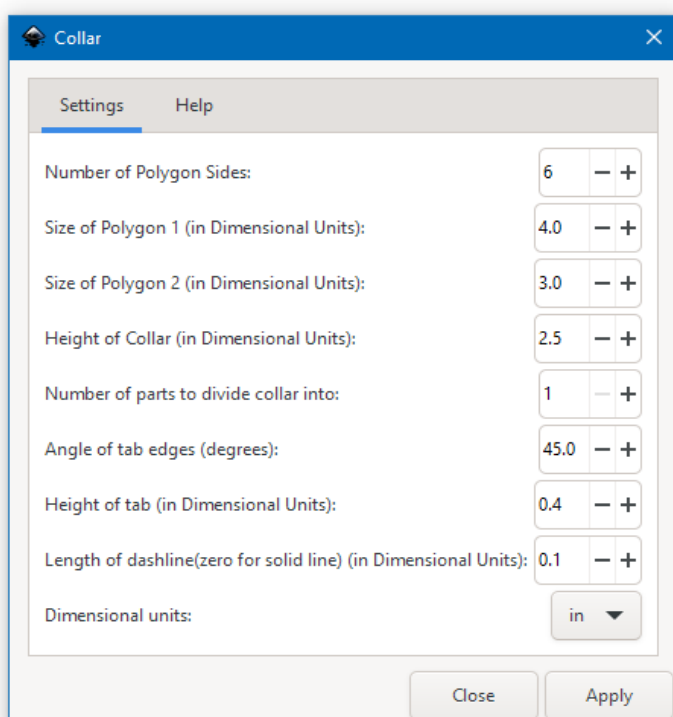 Collar
Settings Help
Number of Polygon Sides: 6
Size of Polygon 1 (in Dimensional Units): 4.0
Size of Polygon 2 (in Dimensional Units): 3.0
Height of Collar (in Dimensional Units): 2.5
Number of parts to divide collar into: 1
Angle of tab edges (degrees): 45.0
Height of tab (in Dimensional Units): 0.4
Length of dashline(zero for solid line) (in Dimensional Units): 0.1
Dimensional units: in
Close Apply